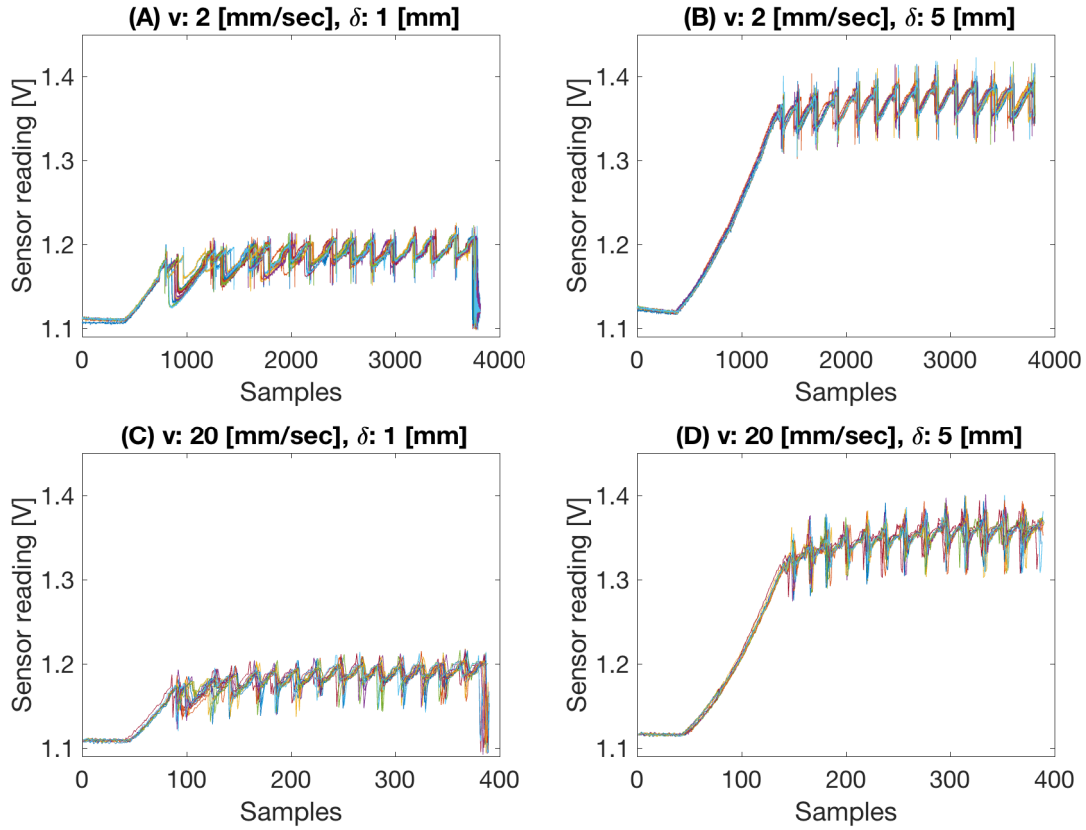 (A) v: 2 [mm/sec], δ: 1 [mm]
Sensor reading [V]
1.4
1.3
1.2
1.1
0 1000 2000 3000 4000
Samples
(B) v: 2 [mm/sec], δ: 5 [mm]
Sensor reading [V]
1.4
1.3
1.2
1.1
0 1000 2000 3000 4000
Samples
(C) v: 20 [mm/sec], δ: 1 [mm]
Sensor reading [V]
1.4
1.3
1.2
1.1
0 100 200 300 400
Samples
(D) v: 20 [mm/sec], δ: 5 [mm]
Sensor reading [V]
1.4
1.3
1.2
1.1
0 100 200 300 400
Samples